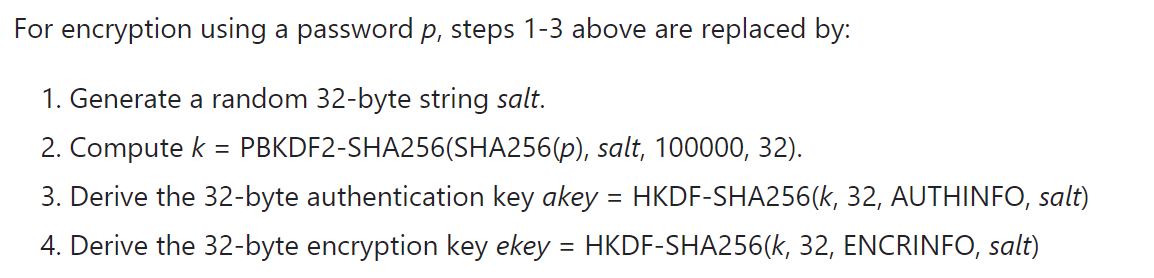 For encryption using a password p, steps 1-3 above are replaced by:
1. Generate a random 32-byte string salt.
2. Compute k = PBKDF2-SHA256(SHA256(p), salt, 100000, 32).
3. Derive the 32-byte authentication key akey = HKDF-SHA256(k, 32, AUTHINFO, salt)
4. Derive the 32-byte encryption key ekey = HKDF-SHA256(k, 32, ENCRINFO, salt)